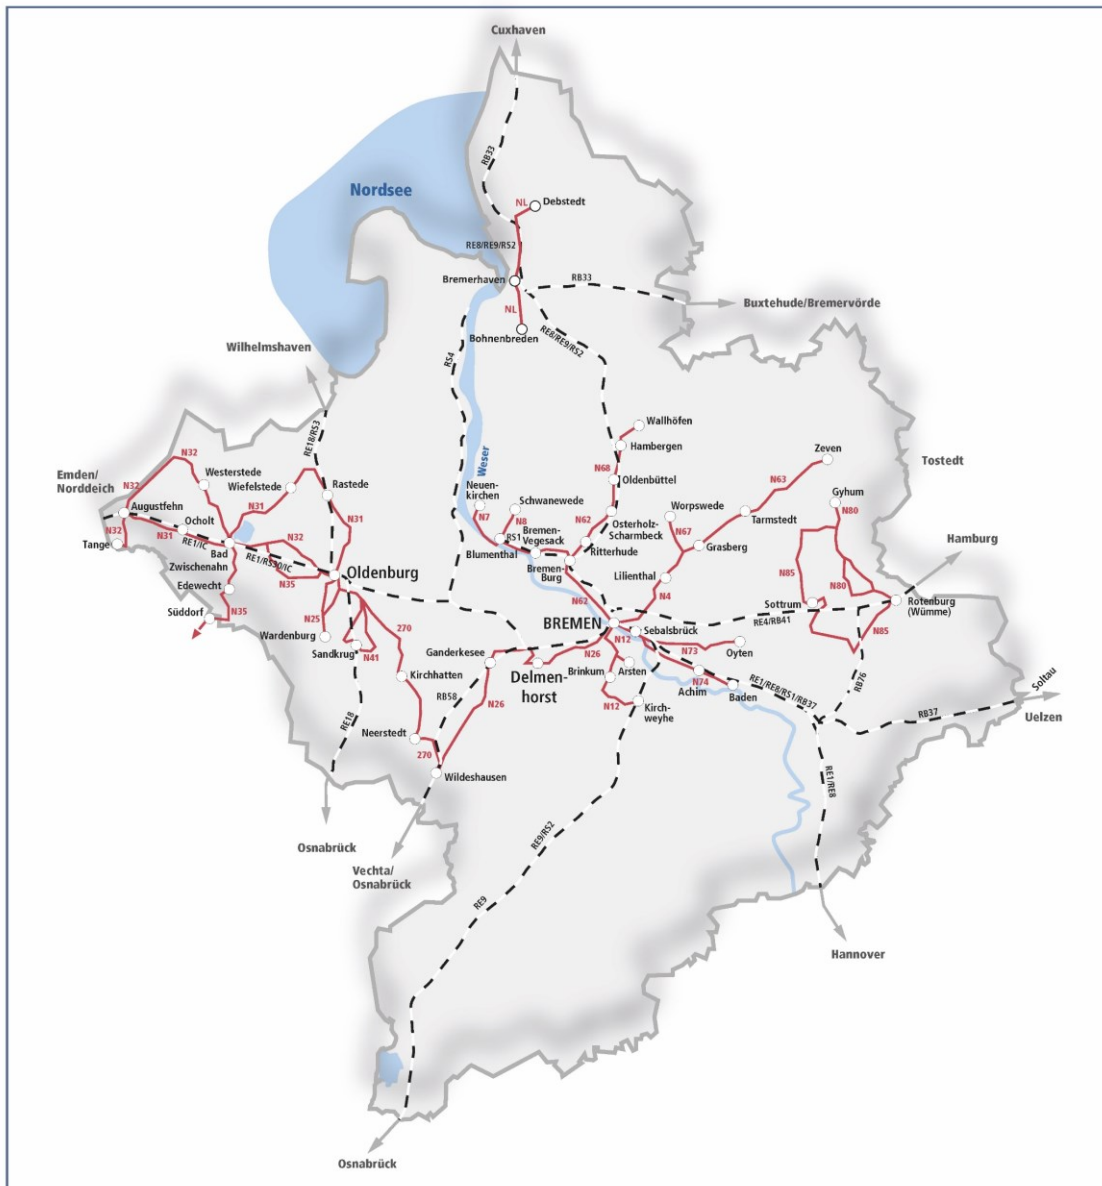 Cuxhaven
RB33
Nordsee
NL
Debstedt
RE8/RE9/RS2
Bremerhaven
RB33
Buxtehude/Bremervörde
NL
Bohnenbreden
RE8/RE9/RS2
Wilhelmshaven
RS4
RE18/RS3
Weser
Wallhöfen
Hambergen
N68
Oldenbüttel
Zeven
Tostedt
N63
Gyhum
N80
Emden/
Norddeich
N32
N32
Westerstede
Wiefelstede
Rastede
N31
N31
Augustfehn
Ocholt
N32
N31
Tange
RE1/IC
Bad
Zwischenahn
N32
RE1/RS30/IC
N35
Oldenburg
Edewecht
Süddorf
N35
Neuen-
kirchen
N7
Schwanewede
N8
RS1
Bremen-
Vegesack
Blumenthal
Bremen-
Burg
N62
Osterholz-
Scharmbeck
Ritterhude
Worpswede
N67
Tarmstedt
Grasberg
Lilienthal
N4
N62
Hamburg
N85
N80
Sottrum
Rotenburg
(Wümme)
RE4/RB41
N85
BREMEN
Sebalsbrück
N12
N73
Oyten
N25
Wardenburg
Sandkrug
N41
270
Kirchhatten
Ganderkesee
N26
Delmen-
horst
Brinkum
Arsten
N74
Achim
Baden
N12
Kirch-
weyhe
RE1/RE8/RS1/RB37
RB76
Soltau
RB37
Uelzen
RB58
N26
RE18
Neerstedt
270
Wildeshausen
RE1/RE8
Osnabrück
Vechta/
Osnabrück
RE9/RS2
RE9
Hannover
Osnabrück